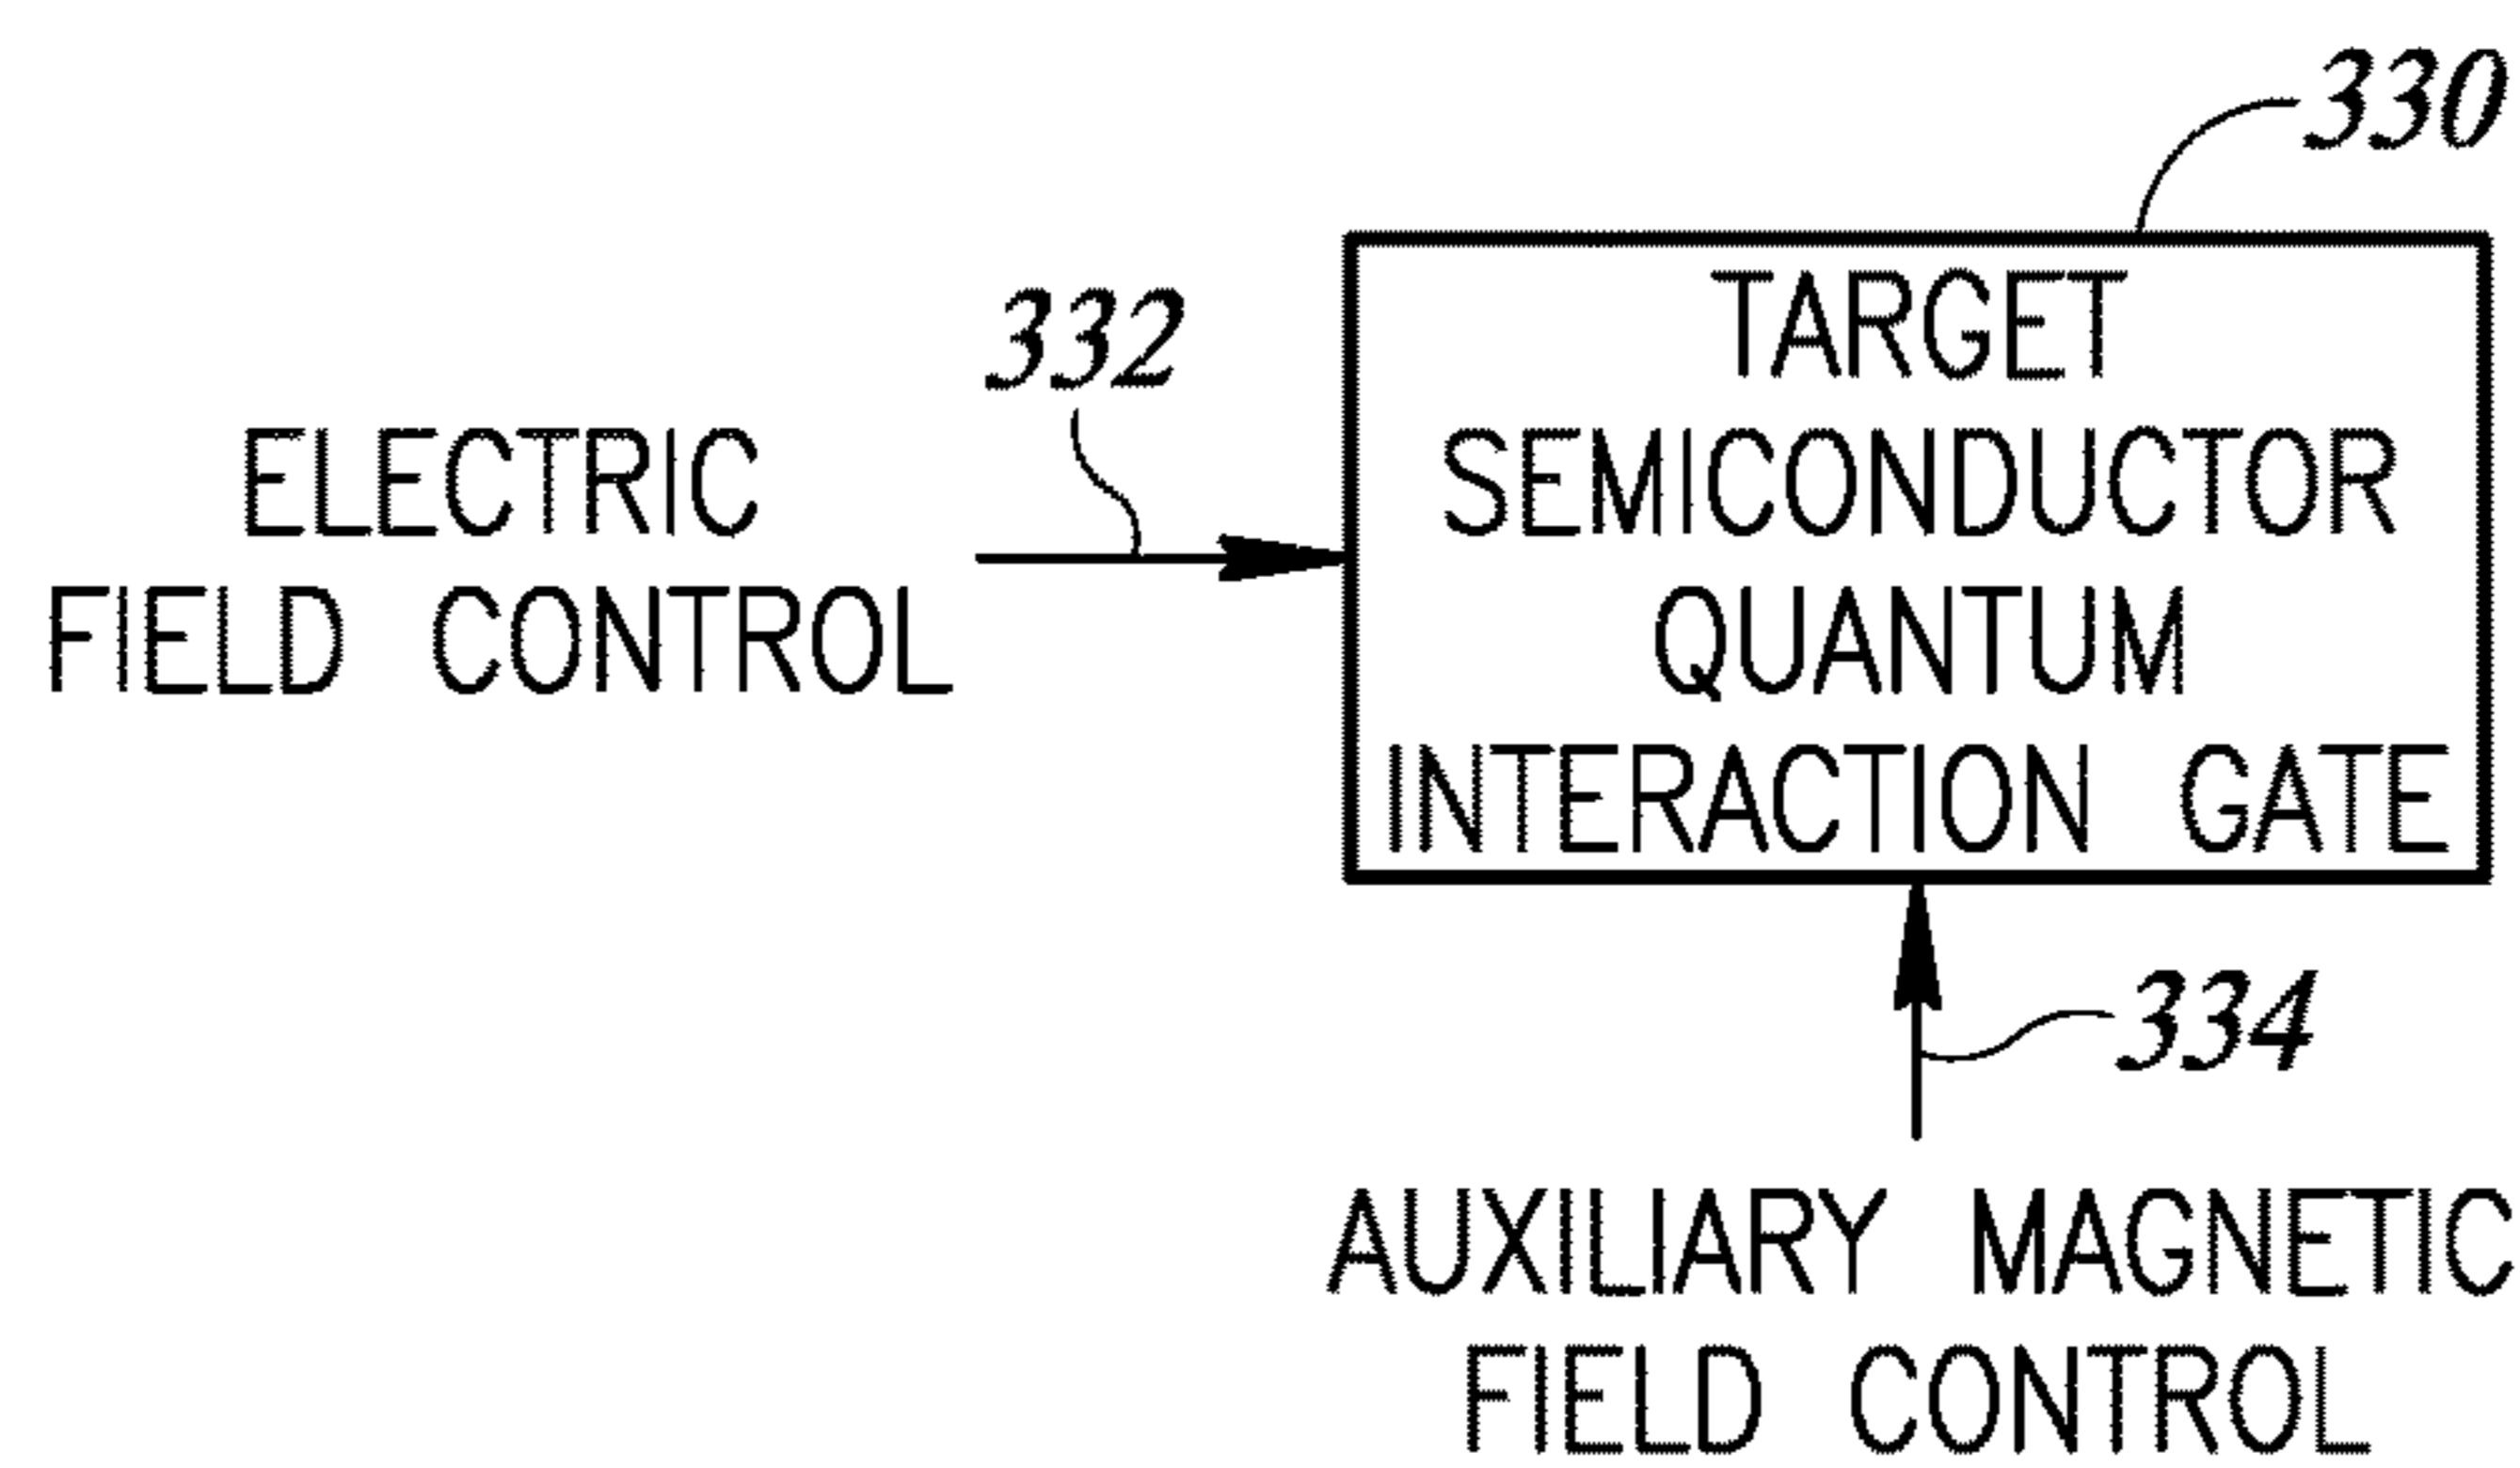 330
332
TARGET
SEMICONDUCTOR
QUANTUM
INTERACTION GATE
ELECTRIC
FIELD CONTROL
334
AUXILIARY MAGNETIC
FIELD CONTROL